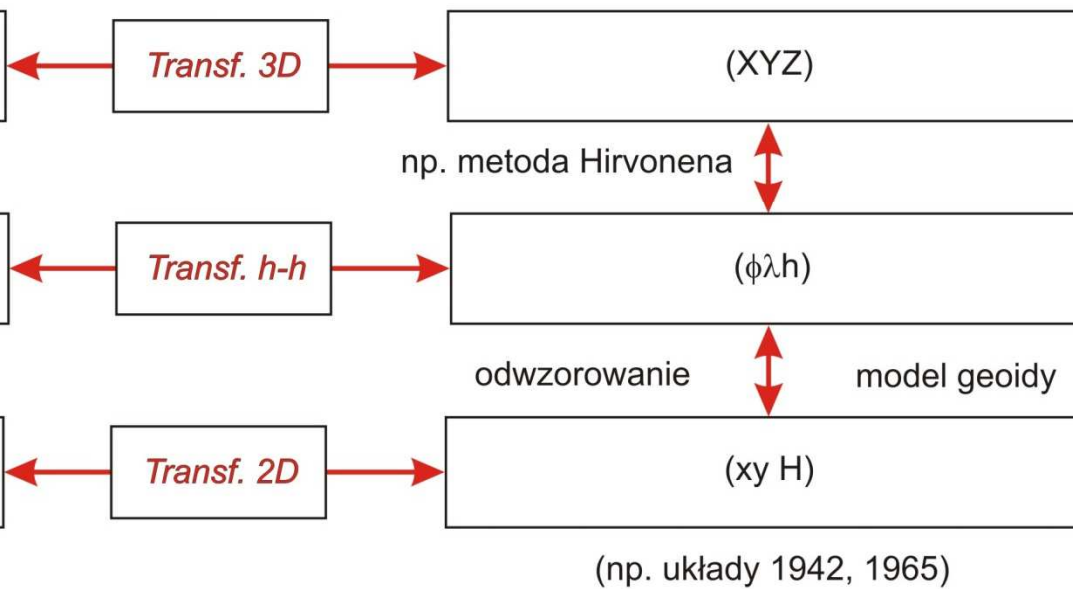 Transf. 3D
(XYZ)
np. metoda Hirvonena
Transf. h-h
(ϕλh)
odwzorowanie
model geoidy
Transf. 2D
(xy H)
(np. układy 1942, 1965)